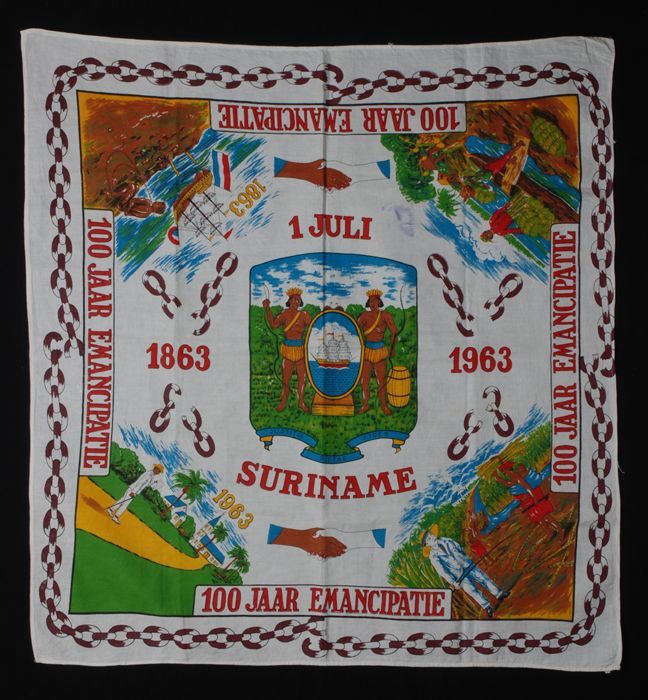 100 JAAR EMANCIPATIE
1863
1 JULI
100 JAAR EMANCIPATIE
100 JAAR EMANCIPATIE
1863
1963
SURINAME
1963
100 JAAR EMANCIPATIE